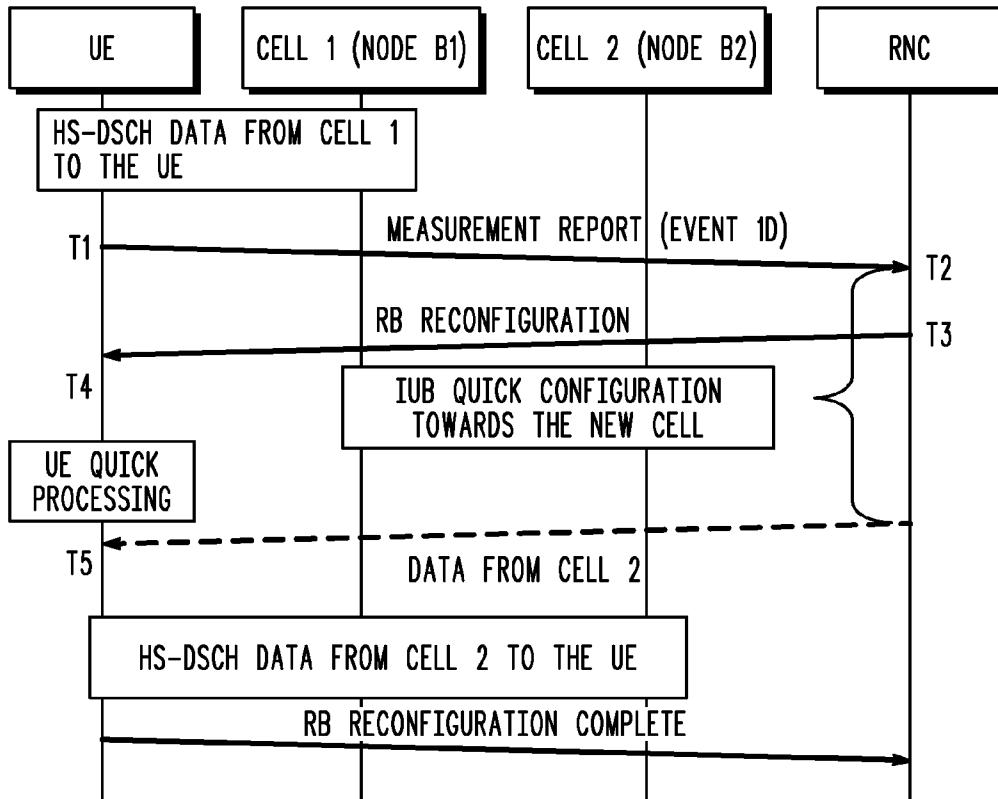 UE
CELL 1 (NODE B1)
CELL 2 (NODE B2)
RNC
HS-DSCH DATA FROM CELL 1
TO THE UE
MEASUREMENT REPORT (EVENT 1D)
T1
T2
RB RECONFIGURATION
T3
T4
IUB QUICK CONFIGURATION
TOWARDS THE NEW CELL
UE QUICK
PROCESSING
T5
DATA FROM CELL 2
HS-DSCH DATA FROM CELL 2 TO THE UE
RB RECONFIGURATION COMPLETE